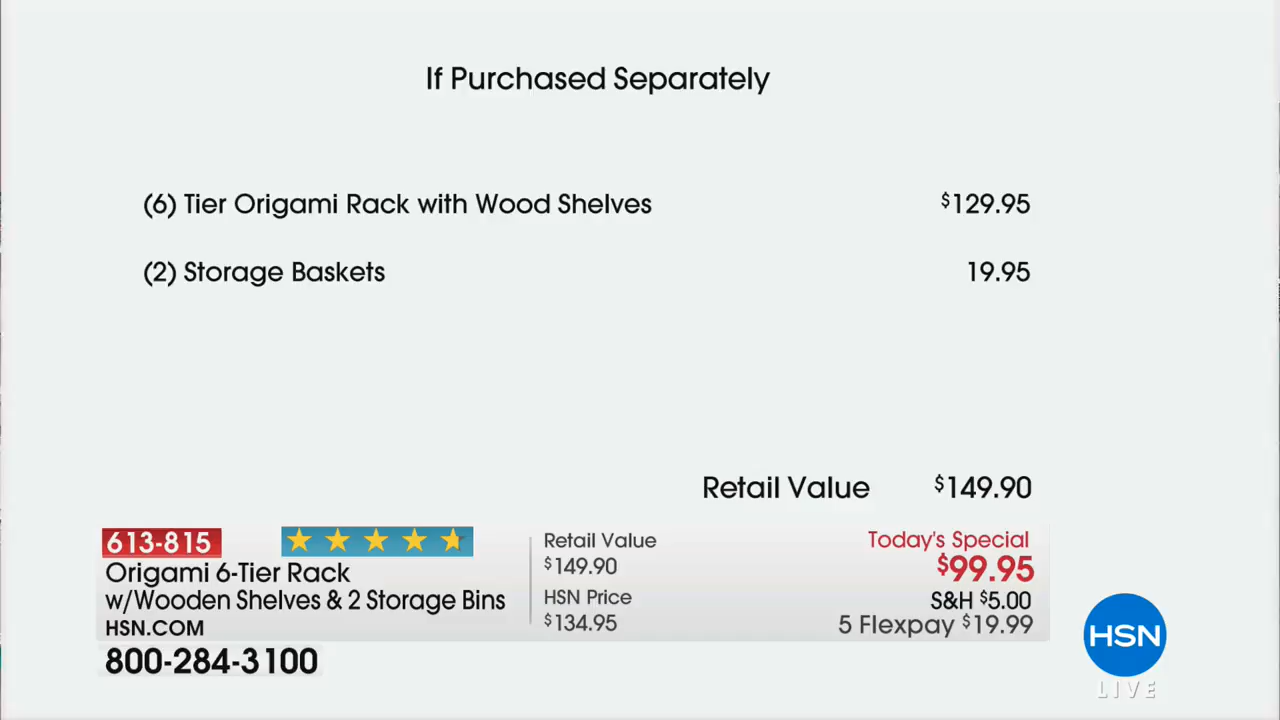 If Purchased Separately
(6) Tier Origami Rack with Wood Shelves $129.95
(2) Storage Baskets 19.95
Retail Value $149.90
613-815
Origami 6-Tier Rack
w/Wooden Shelves & 2 Storage Bins
HSN.COM
800-284-3100
Retail Value
$149.90
HSN Price
$134.95
Today's Special
$99.95
S&H $5.00
5 Flexpay $19.99
HSN
LIVE